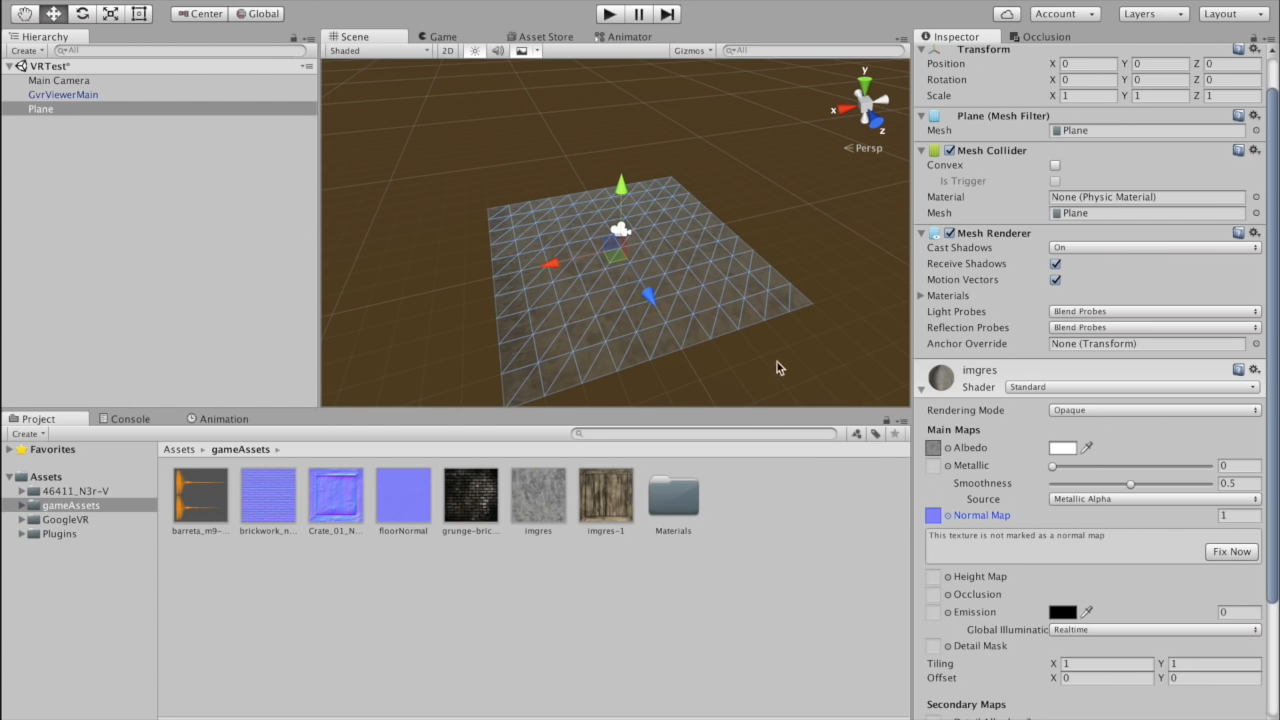 Center Global Account Layers Layout
Hierarchy
Create All
VRTest*
Main Camera
GvrViewerMain
Plane
Scene Game Asset Store Animator
Shaded 2D Gizmos All
y
x
z
Persp
Inspector Occlusion
Transform
Position X 0 Y 0 Z 0
Rotation X 0 Y 0 Z 0
Scale X 1 Y 1 Z 1
Plane (Mesh Filter)
Mesh Plane
Mesh Collider
Convex
Is Trigger
Material None (Physic Material)
Mesh Plane
Mesh Renderer
Cast Shadows On
Receive Shadows
Motion Vectors
Materials
Light Probes Blend Probes
Reflection Probes Blend Probes
Anchor Override None (Transform)
imgres
Shader Standard
Rendering Mode Opaque
Main Maps
Albedo
Metallic 0
Smoothness 0.5
Source Metallic Alpha
Normal Map 1
This texture is not marked as a normal map
Fix Now
Height Map
Occlusion
Emission 0
Global Illuminatic Realtime
Detail Mask
Tiling X 1 Y 1
Offset X 0 Y 0
Secondary Maps
Project Console Animation
Create
Favorites
Assets
46411_N3r-V
gameAssets
GoogleVR
Plugins
Assets gameAssets
barreta_m9-... brickwork_n... Crate_01_N... floorNormal grunge-bric... imgres imgres-1 Materials